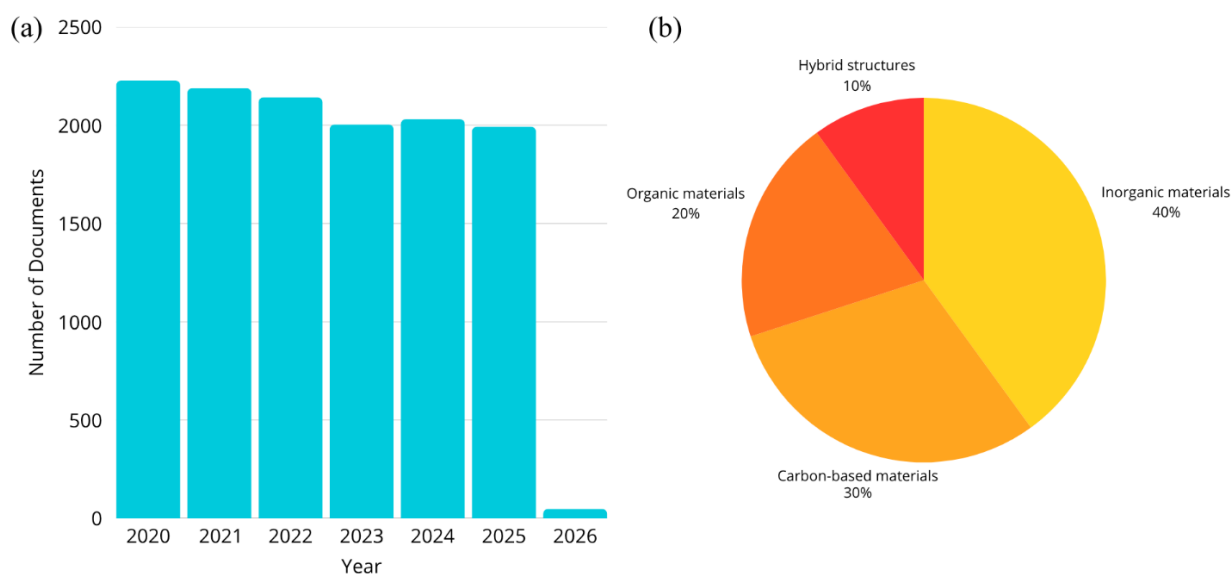 (a)
2500
2000
1500
1000
500
0
Number of Documents
2020 2021 2022 2023 2024 2025 2026
Year
(b)
Hybrid structures
10%
Organic materials
20%
Inorganic materials
40%
Carbon-based materials
30%